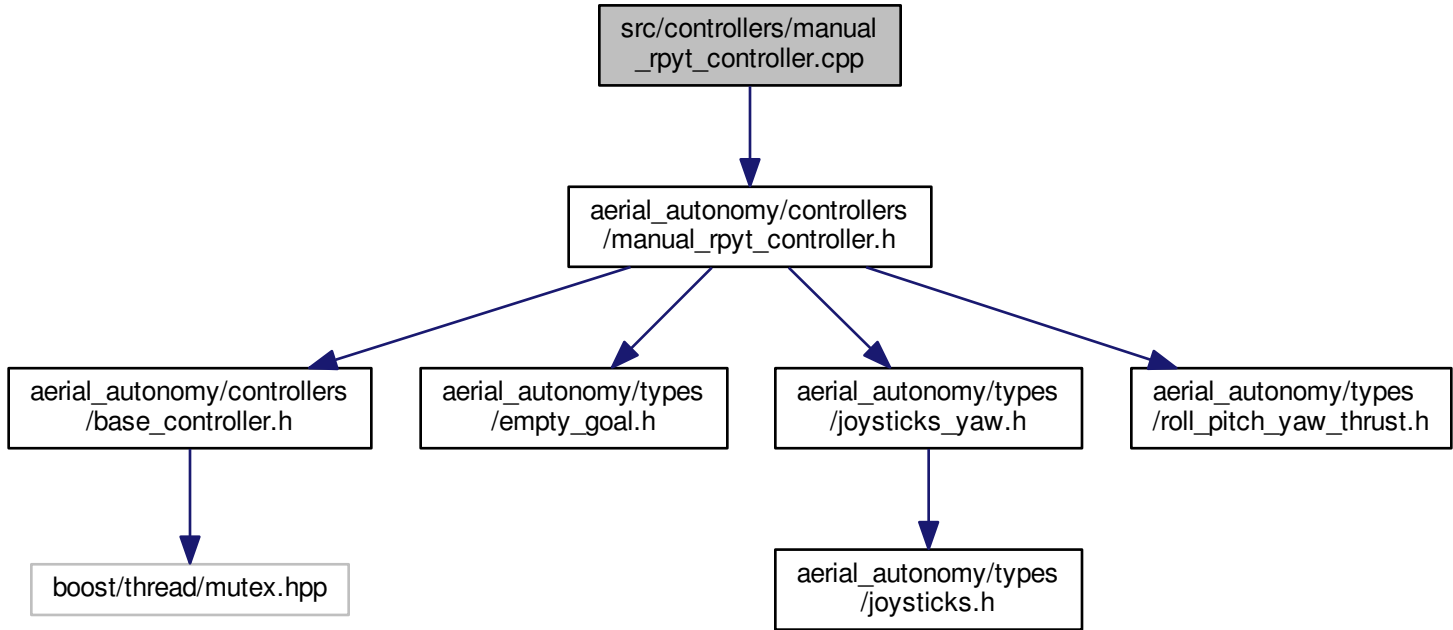 src/controllers/manual
_rpyt_controller.cpp
aerial_autonomy/controllers
/manual_rpyt_controller.h
aerial_autonomy/controllers
/base_controller.h
aerial_autonomy/types
/empty_goal.h
aerial_autonomy/types
/joysticks_yaw.h
aerial_autonomy/types
/roll_pitch_yaw_thrust.h
boost/thread/mutex.hpp
aerial_autonomy/types
/joysticks.h